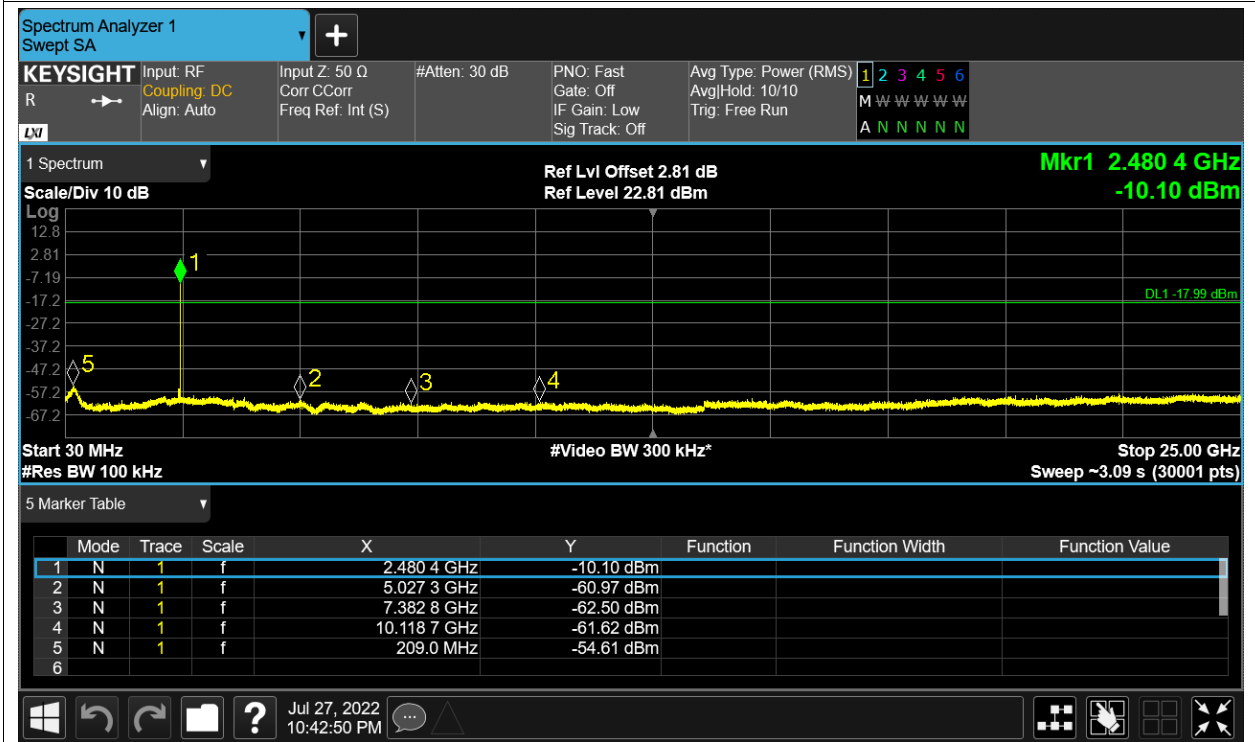 Spectrum Analyzer 1
Swept SA
+
KEYSIGHT Input: RF Input Z: 50 Ω #Atten: 30 dB PNO: Fast Avg Type: Power (RMS) 1 2 3 4 5 6
R Coupling: DC Corr CCorr Gate: Off Avg|Hold: 10/10 M W W W W W
Align: Auto Freq Ref: Int (S) IF Gain: Low Trig: Free Run
LXI Sig Track: Off A N N N N N
1 Spectrum Ref Lvl Offset 2.81 dB Mkr1 2.480 4 GHz
Scale/Div 10 dB Ref Level 22.81 dBm -10.10 dBm
Log
12.8
2.81 1
-7.19
-17.2 DL1 -17.99 dBm
-27.2
-37.2
-47.2 5
-57.2 2 3 4
-67.2
Start 30 MHz #Video BW 300 kHz* Stop 25.00 GHz
#Res BW 100 kHz Sweep ~3.09 s (30001 pts)
5 Marker Table
Mode Trace Scale X Y Function Function Width Function Value
1 N 1 f 2.480 4 GHz -10.10 dBm
2 N 1 f 5.027 3 GHz -60.97 dBm
3 N 1 f 7.382 8 GHz -62.50 dBm
4 N 1 f 10.118 7 GHz -61.62 dBm
5 N 1 f 209.0 MHz -54.61 dBm
6
? Jul 27, 2022
10:42:50 PM